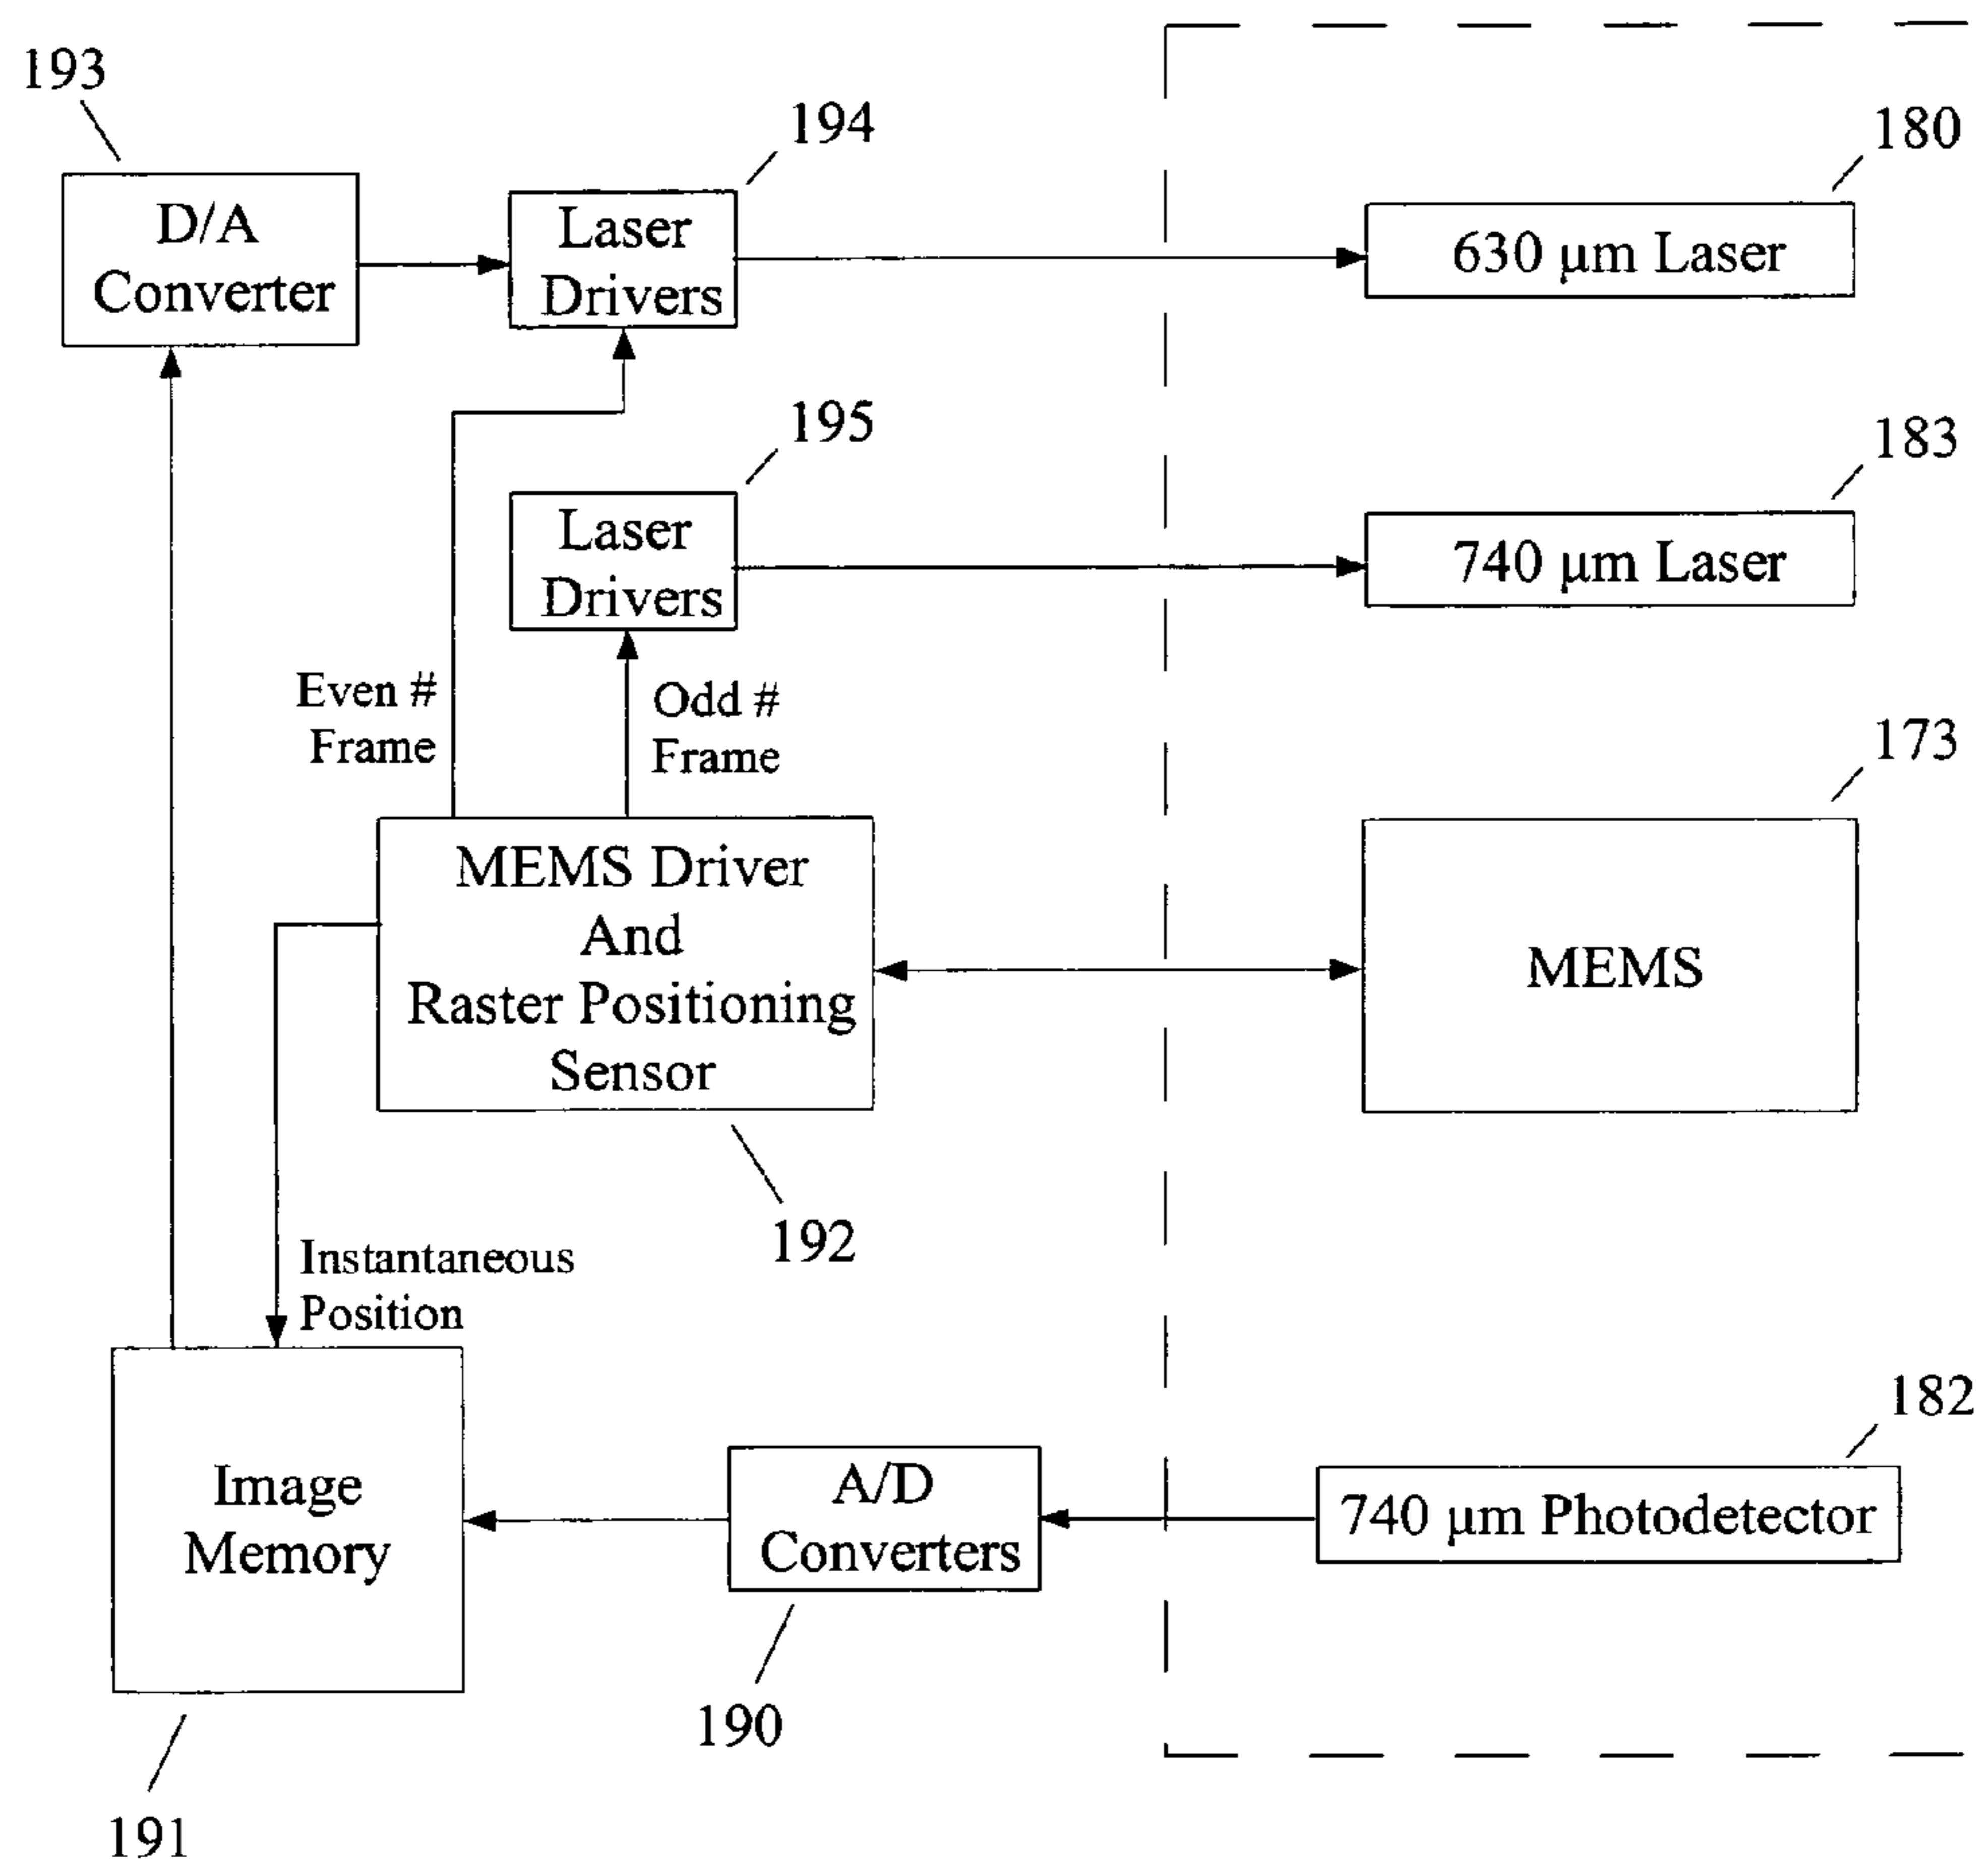 193
194
180
D/A
Converter
Laser
Drivers
630 µm Laser
195
183
Laser
Drivers
740 µm Laser
Even #
Frame
Odd #
Frame
173
MEMS Driver
And
Raster Positioning
Sensor
MEMS
192
Instantaneous
Position
182
Image
Memory
A/D
Converters
740 µm Photodetector
190
191